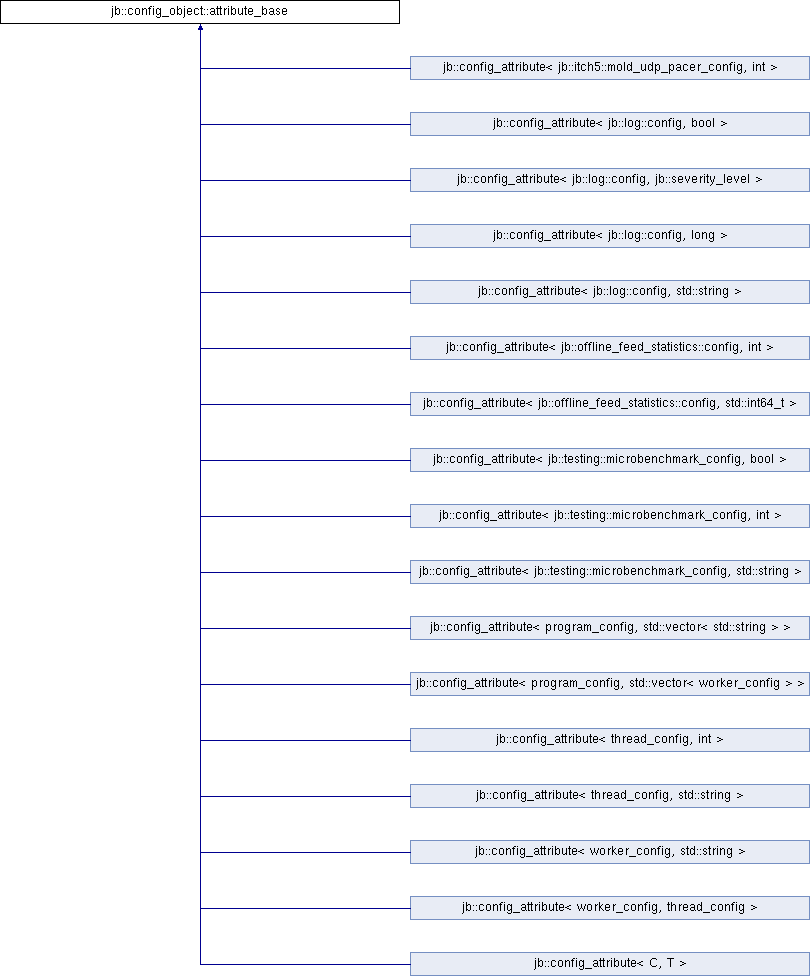 jb::config_object::attribute_base
jb::config_attribute< jb::itch5::mold_udp_pacer_config, int >
jb::config_attribute< jb::log::config, bool >
jb::config_attribute< jb::log::config, jb::severity_level >
jb::config_attribute< jb::log::config, long >
jb::config_attribute< jb::log::config, std::string >
jb::config_attribute< jb::offline_feed_statistics::config, int >
jb::config_attribute< jb::offline_feed_statistics::config, std::int64_t >
jb::config_attribute< jb::testing::microbenchmark_config, bool >
jb::config_attribute< jb::testing::microbenchmark_config, int >
jb::config_attribute< jb::testing::microbenchmark_config, std::string >
jb::config_attribute< program_config, std::vector< std::string > >
jb::config_attribute< program_config, std::vector< worker_config > >
jb::config_attribute< thread_config, int >
jb::config_attribute< thread_config, std::string >
jb::config_attribute< worker_config, std::string >
jb::config_attribute< worker_config, thread_config >
jb::config_attribute< C, T >